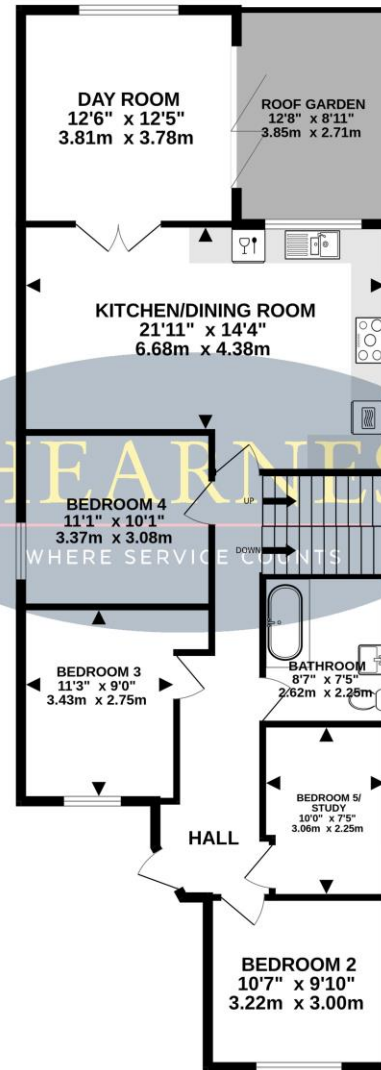 DAY ROOM
12'6" x 12'5"
3.81m x 3.78m
ROOF GARDEN
12'8" x 8'11"
3.85m x 2.71m
KITCHEN/DINING ROOM
21'11" x 14'4"
6.68m x 4.38m
HEARNES
WHERE SERVICE COUNTS
BEDROOM 4
11'1" x 10'1"
3.37m x 3.08m
UP
DOWN
BEDROOM 3
11'3" x 9'0"
3.43m x 2.75m
BATHROOM
8'7" x 7'5"
2.62m x 2.25m
BEDROOM 5/
STUDY
10'0" x 7'5"
3.06m x 2.25m
HALL
BEDROOM 2
10'7" x 9'10"
3.22m x 3.00m